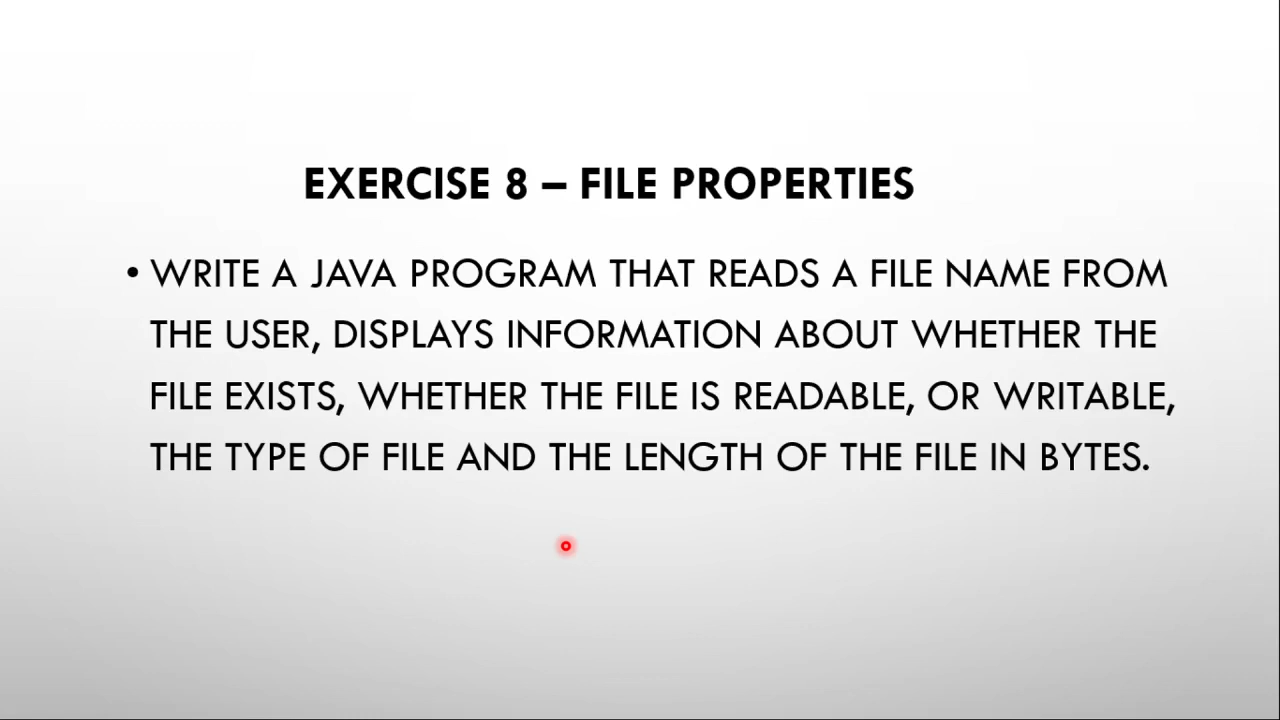 EXERCISE 8 – FILE PROPERTIES
• WRITE A JAVA PROGRAM THAT READS A FILE NAME FROM
THE USER, DISPLAYS INFORMATION ABOUT WHETHER THE
FILE EXISTS, WHETHER THE FILE IS READABLE, OR WRITABLE,
THE TYPE OF FILE AND THE LENGTH OF THE FILE IN BYTES.